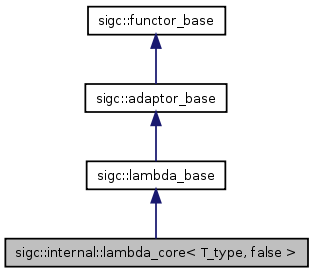 sigc::functor_base
sigc::adaptor_base
sigc::lambda_base
sigc::internal::lambda_core< T_type, false >